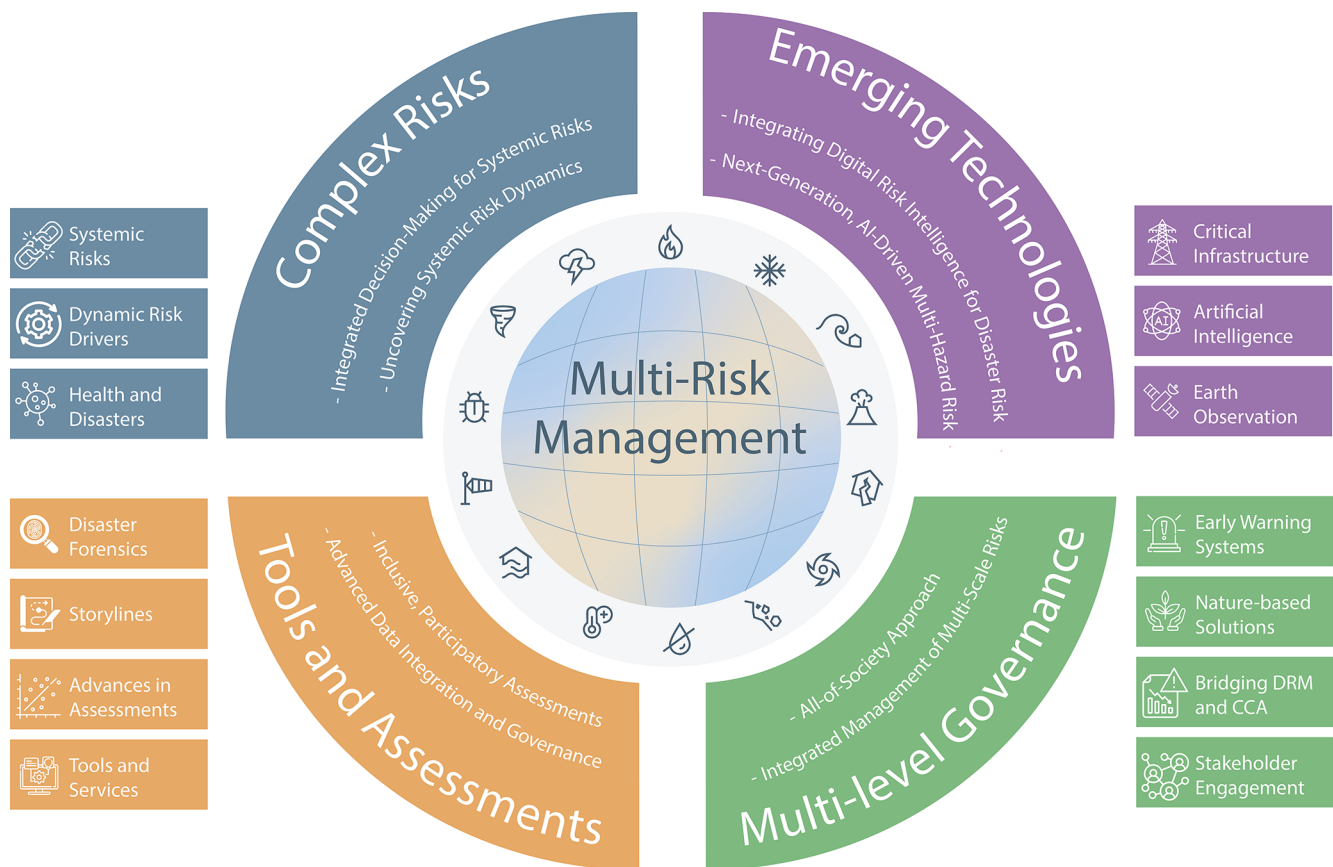 Complex Risks
- Integrated Decision-Making for Systemic Risks
- Uncovering Systemic Risk Dynamics
Emerging Technologies
- Integrating Digital Risk Intelligence for Disaster Risk
- Next-Generation, AI-Driven Multi-Hazard Risk
Systemic
Risks
Dynamic Risk
Drivers
Health and
Disasters
Critical
Infrastructure
AI
Artificial
Intelligence
Earth
Observation
Multi-Risk
Management
Disaster
Forensics
Storylines
Advances in
Assessments
Tools and
Services
Tools and Assessments
- Inclusive, Participatory Assessments
- Advanced Data Integration and Governance
Multi-level Governance
- All-of-Society Approach
- Integrated Management of Multi-Scale Risks
Early Warning
Systems
Nature-based
Solutions
Bridging DRM
and CCA
Stakeholder
Engagement